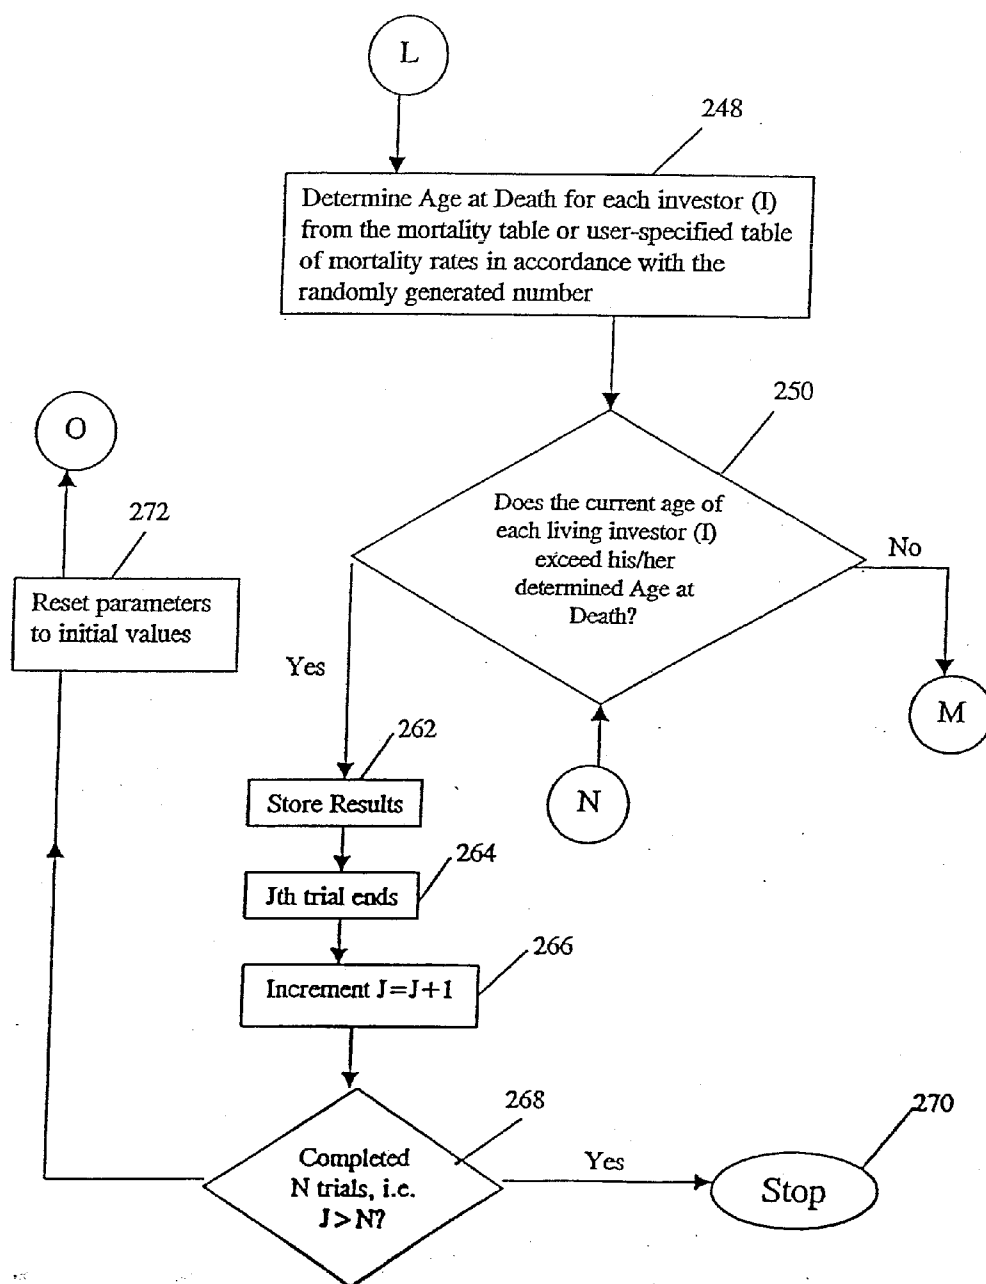 L
248
Determine Age at Death for each investor (I)
from the mortality table or user-specified table
of mortality rates in accordance with the
randomly generated number
250
O
Does the current age of
each living investor (I)
exceed his/her
determined Age at
Death?
No
272
Reset parameters
to initial values
Yes
M
262
N
Store Results
264
Jth trial ends
266
Increment J=J+1
268
270
Completed
N trials, i.e.
J>N?
Yes
Stop